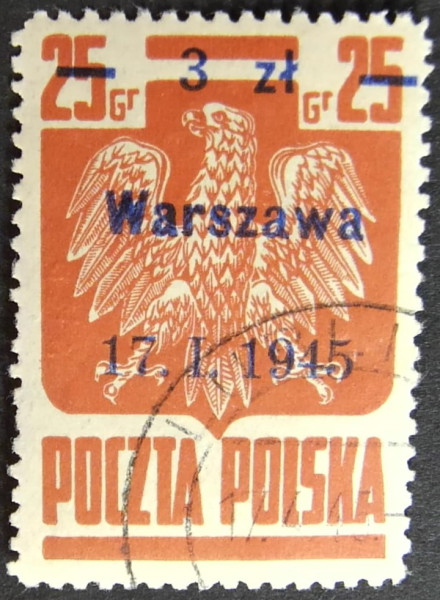 25 Gr 3 zł Gr 25
Warszawa
17. I. 1945
POCZTA POLSKA